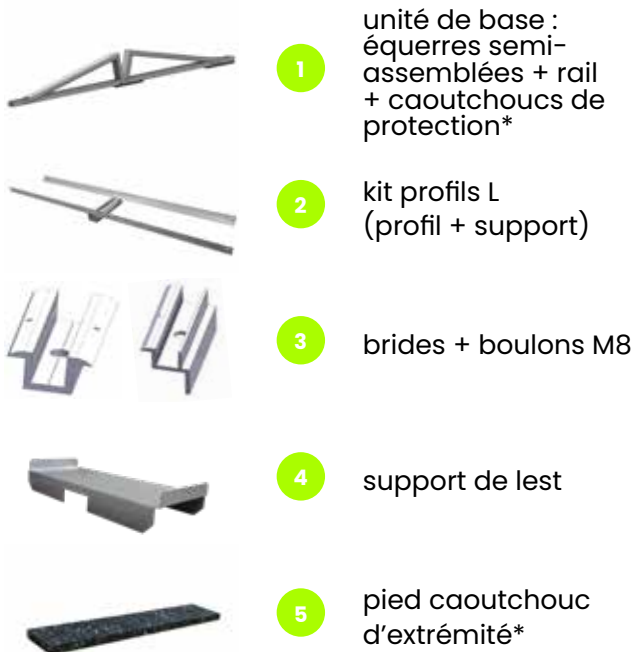 1
unité de base :
équerres semi-
assemblées + rail
+ caoutchoucs de
protection*
2
kit profils L
(profil + support)
3
brides + boulons M8
4
support de lest
5
pied caoutchouc
d'extrémité*